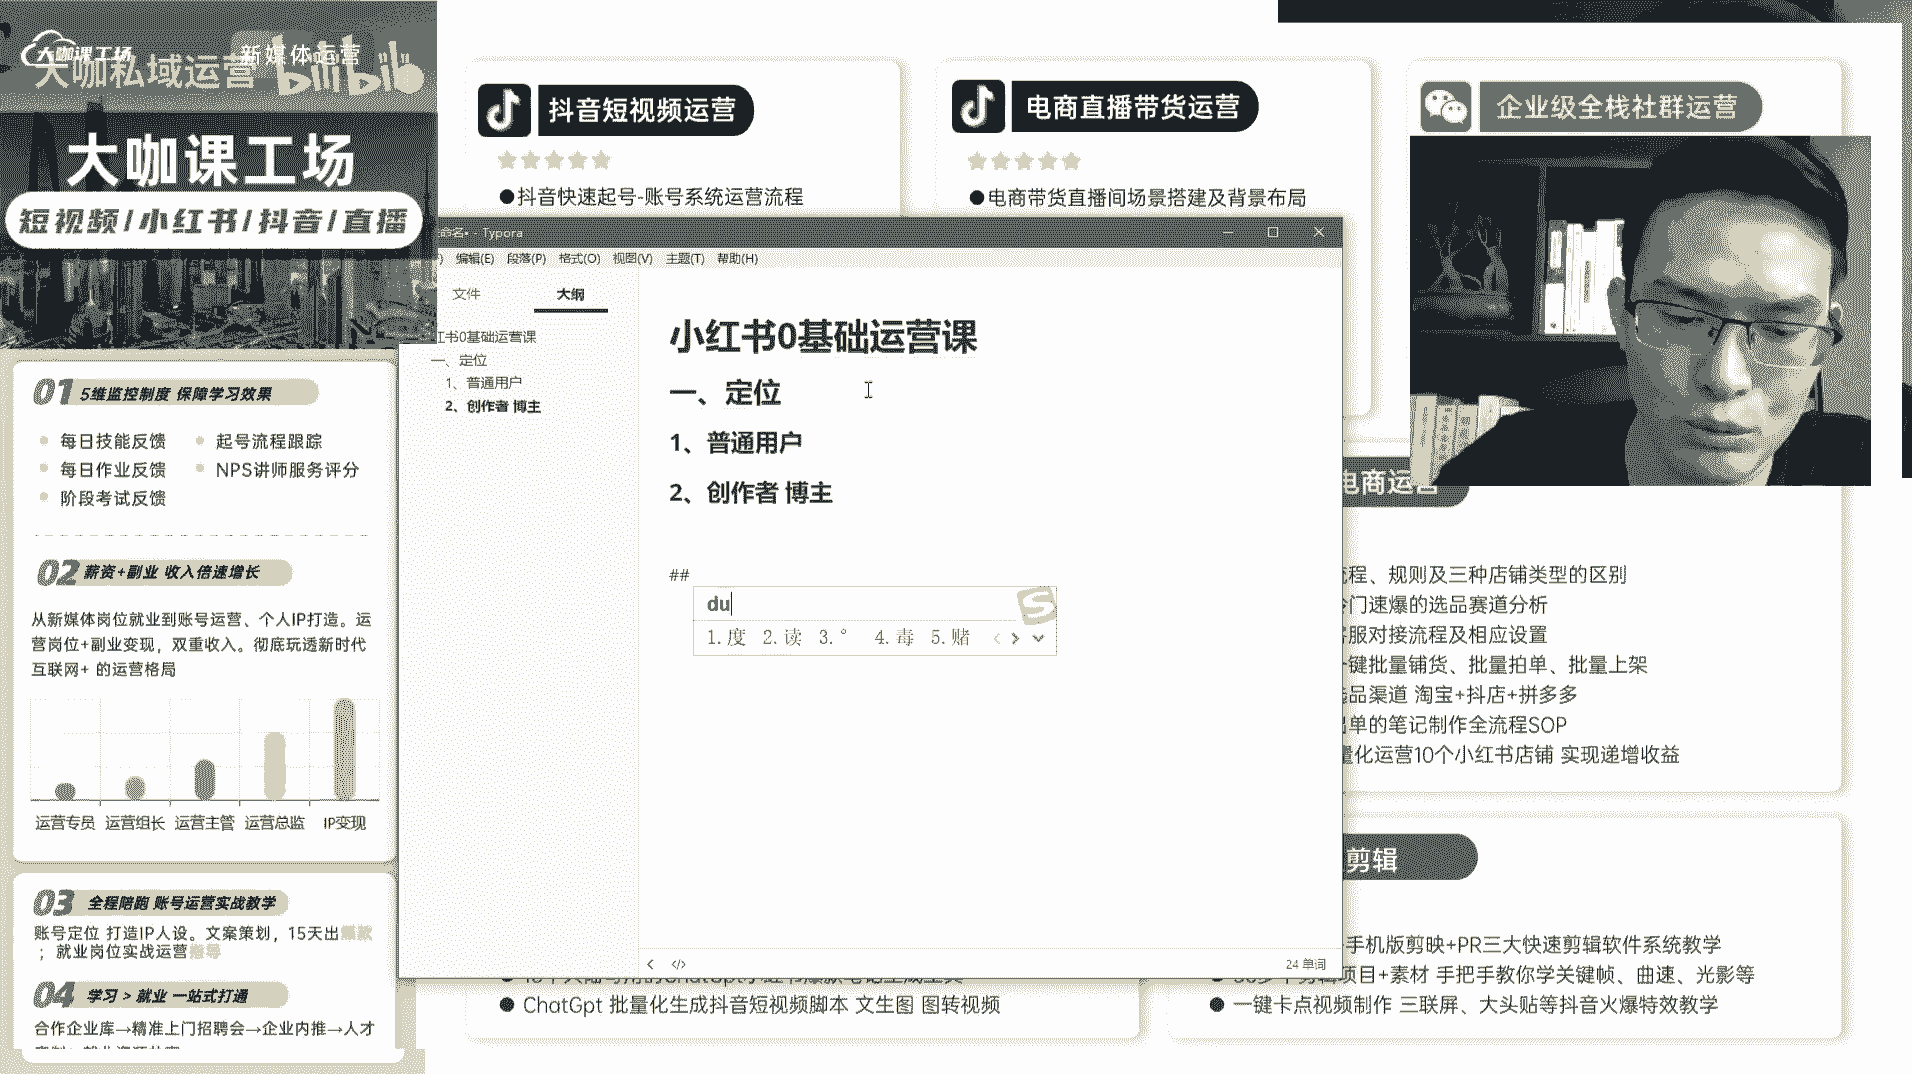 大咖课工场
新媒体运营
大咖私域运营
bilibili
大咖课工场
短视频/小红书/抖音/直播
01 5维监控制度 保障学习效果
每日技能反馈
起号流程跟踪
每日作业反馈
NPS讲师服务评分
阶段考试反馈
02 薪资+副业 收入倍速增长
从新媒体岗位就业到账号运营、个人IP打造。运
营岗位+副业变现，双重收入。彻底玩透新时代
互联网+ 的运营格局
运营专员 运营组长 运营主管 运营总监 IP变现
03 全程陪跑 账号运营实战教学
账号定位 打造IP人设。文案策划，15天出爆款
；就业岗位实战运营指导
04 学习 > 就业 一站式打通
合作企业库→精准上门招聘会→企业内推→人才
抖音短视频运营
●抖音快速起号-账号系统运营流程
电商直播带货运营
●电商带货直播间场景搭建及背景布局
企业级全栈社群运营
命名• - Typora
编辑(E) 段落(P) 格式(O) 视图(V) 主题(T) 帮助(H)
文件 大纲
红书0基础运营课
一、定位
1、普通用户
2、创作者 博主
小红书0基础运营课
一、定位
1、普通用户
2、创作者 博主
##
du
1.度 2.读 3.° 4.毒 5.赌
24 单词
电商运营
流程、规则及三种店铺类型的区别
冷门速爆的选品赛道分析
客服对接流程及相应设置
一键批量铺货、批量拍单、批量上架
选品渠道 淘宝+抖店+拼多多
出单的笔记制作全流程SOP
量化运营10个小红书店铺 实现递增收益
剪辑
手机版剪映+PR三大快速剪辑软件系统教学
项目+素材 手把手教你学关键帧、曲速、光影等
● 一键卡点视频制作 三联屏、大头贴等抖音火爆特效教学
● ChatGpt 批量化生成抖音短视频脚本 文生图 图转视频